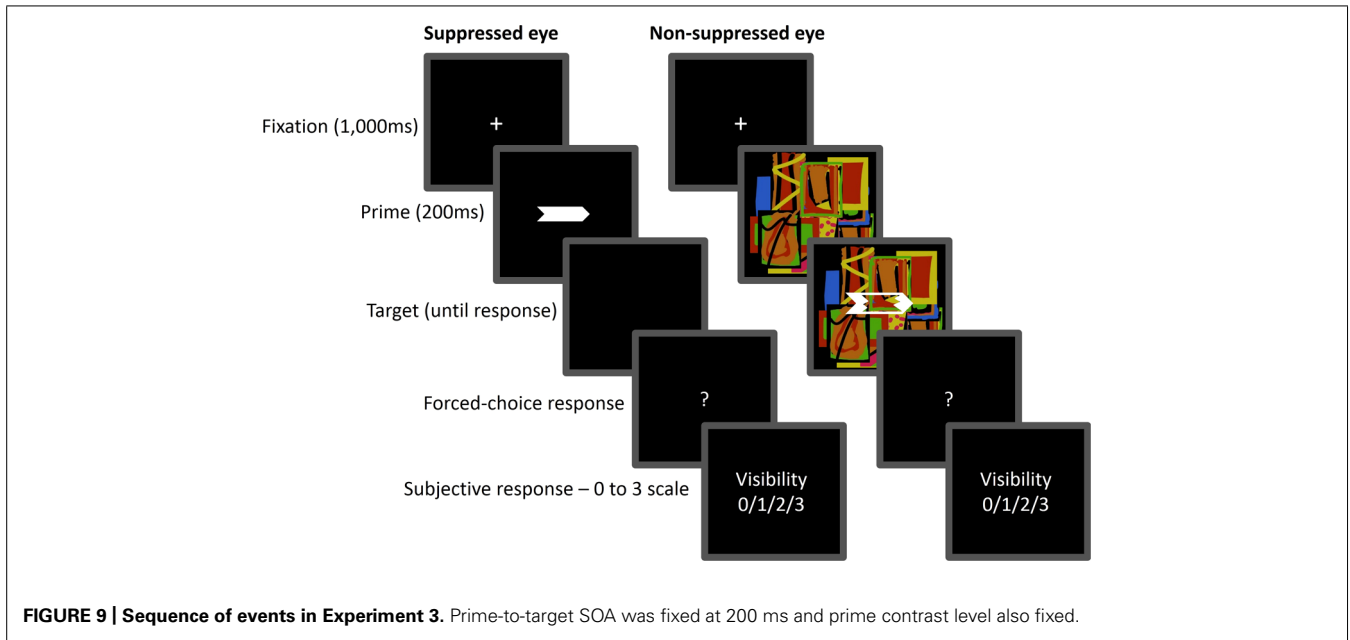 Suppressed eye Non-suppressed eye
+ +
Fixation (1,000ms)
Prime (200ms)
Target (until response)
Forced-choice response ? ?
Subjective response – 0 to 3 scale
Visibility Visibility
0/1/2/3 0/1/2/3
FIGURE 9 | Sequence of events in Experiment 3. Prime-to-target SOA was fixed at 200 ms and prime contrast level also fixed.